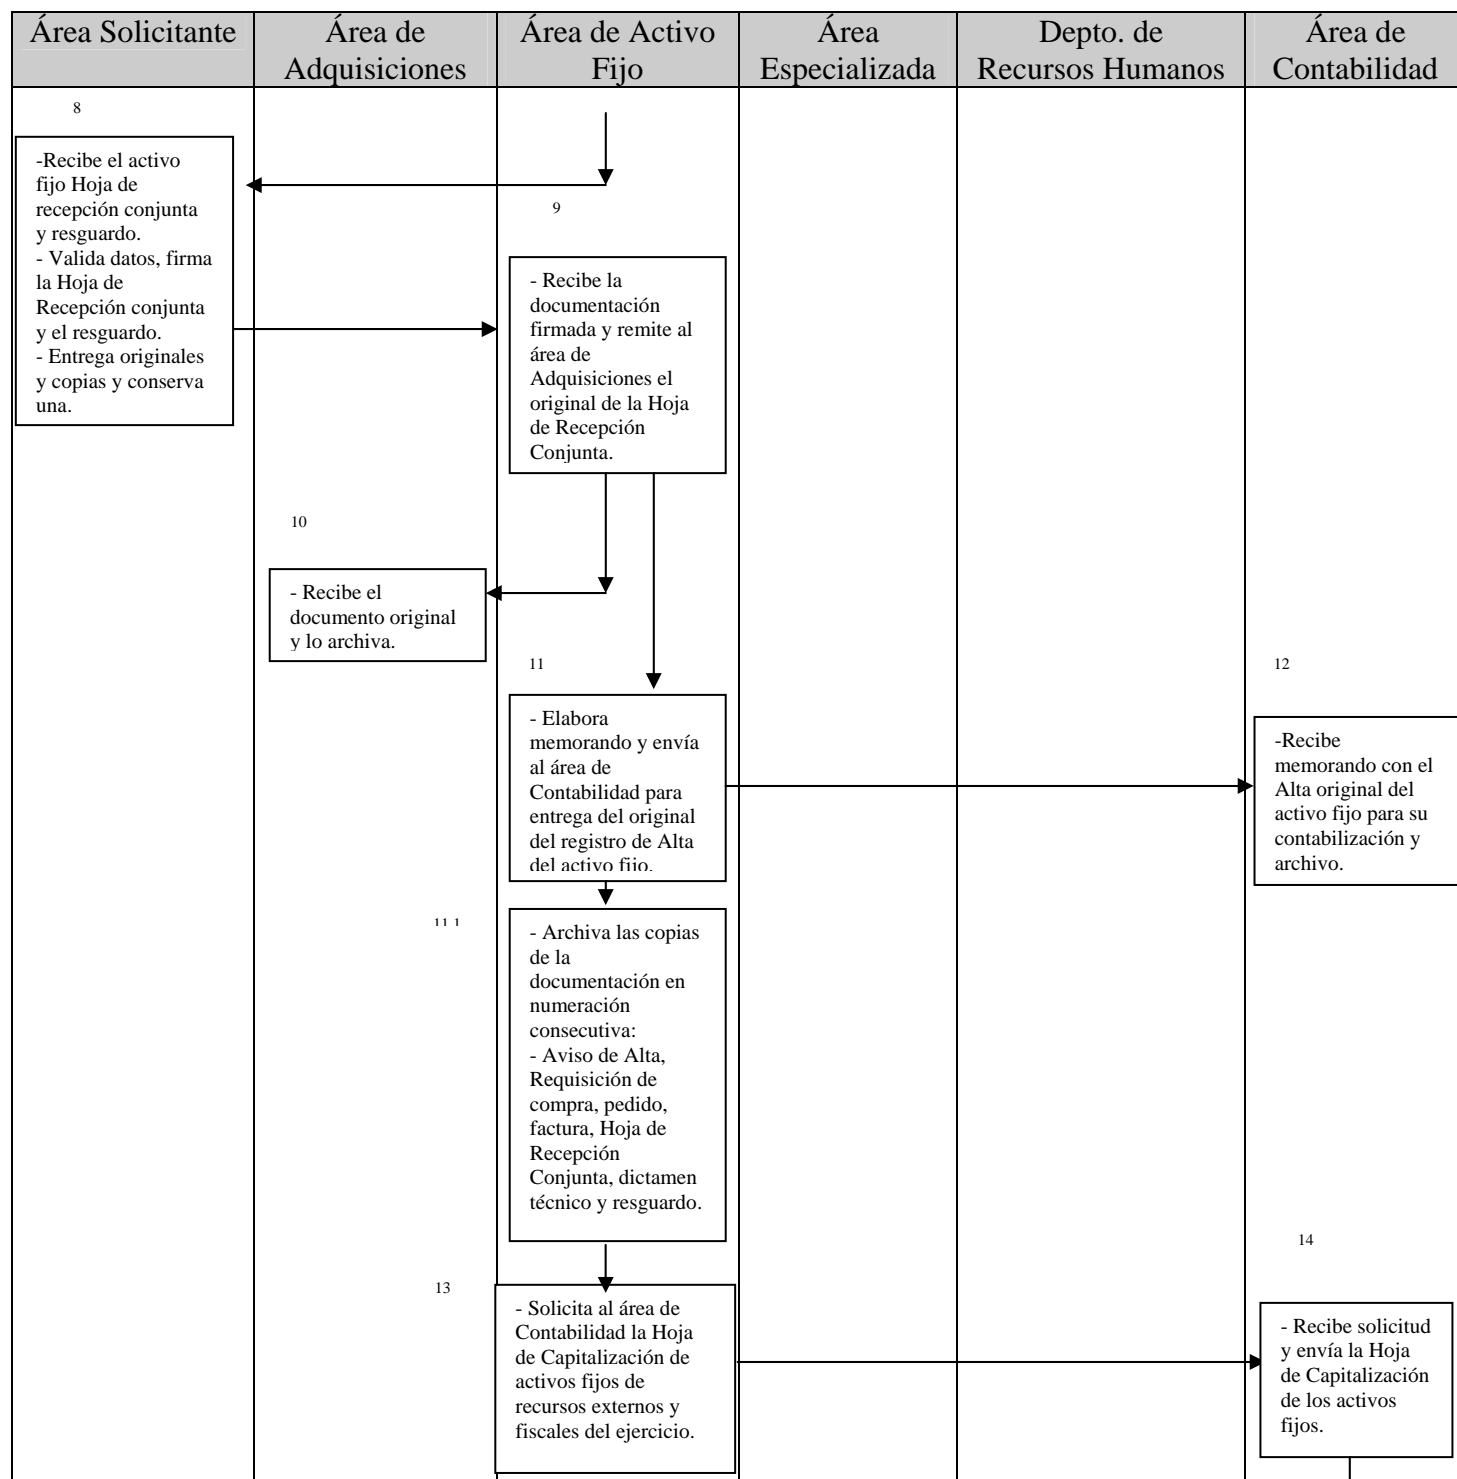 Área Solicitante
Área de
Adquisiciones
Área de Activo
Fijo
Área
Especializada
Depto. de
Recursos Humanos
Área de
Contabilidad
8
-Recibe el activo
fijo Hoja de
recepción conjunta
y resguardo.
- Valida datos, firma
la Hoja de
Recepción conjunta
y el resguardo.
- Entrega originales
y copias y conserva
una.
9
- Recibe la
documentación
firmada y remite al
área de
Adquisiciones el
original de la Hoja
de Recepción
Conjunta.
10
- Recibe el
documento original
y lo archiva.
11
- Elabora
memorando y envía
al área de
Contabilidad para
entrega del original
del registro de Alta
del activo fijo.
12
-Recibe
memorando con el
Alta original del
activo fijo para su
contabilización y
archivo.
11.1
- Archiva las copias
de la
documentación en
numeración
consecutiva:
- Aviso de Alta,
Requisición de
compra, pedido,
factura, Hoja de
Recepción
Conjunta, dictamen
técnico y resguardo.
13
- Solicita al área de
Contabilidad la Hoja
de Capitalización de
activos fijos de
recursos externos y
fiscales del ejercicio.
14
- Recibe solicitud
y envía la Hoja
de Capitalización
de los activos
fijos.